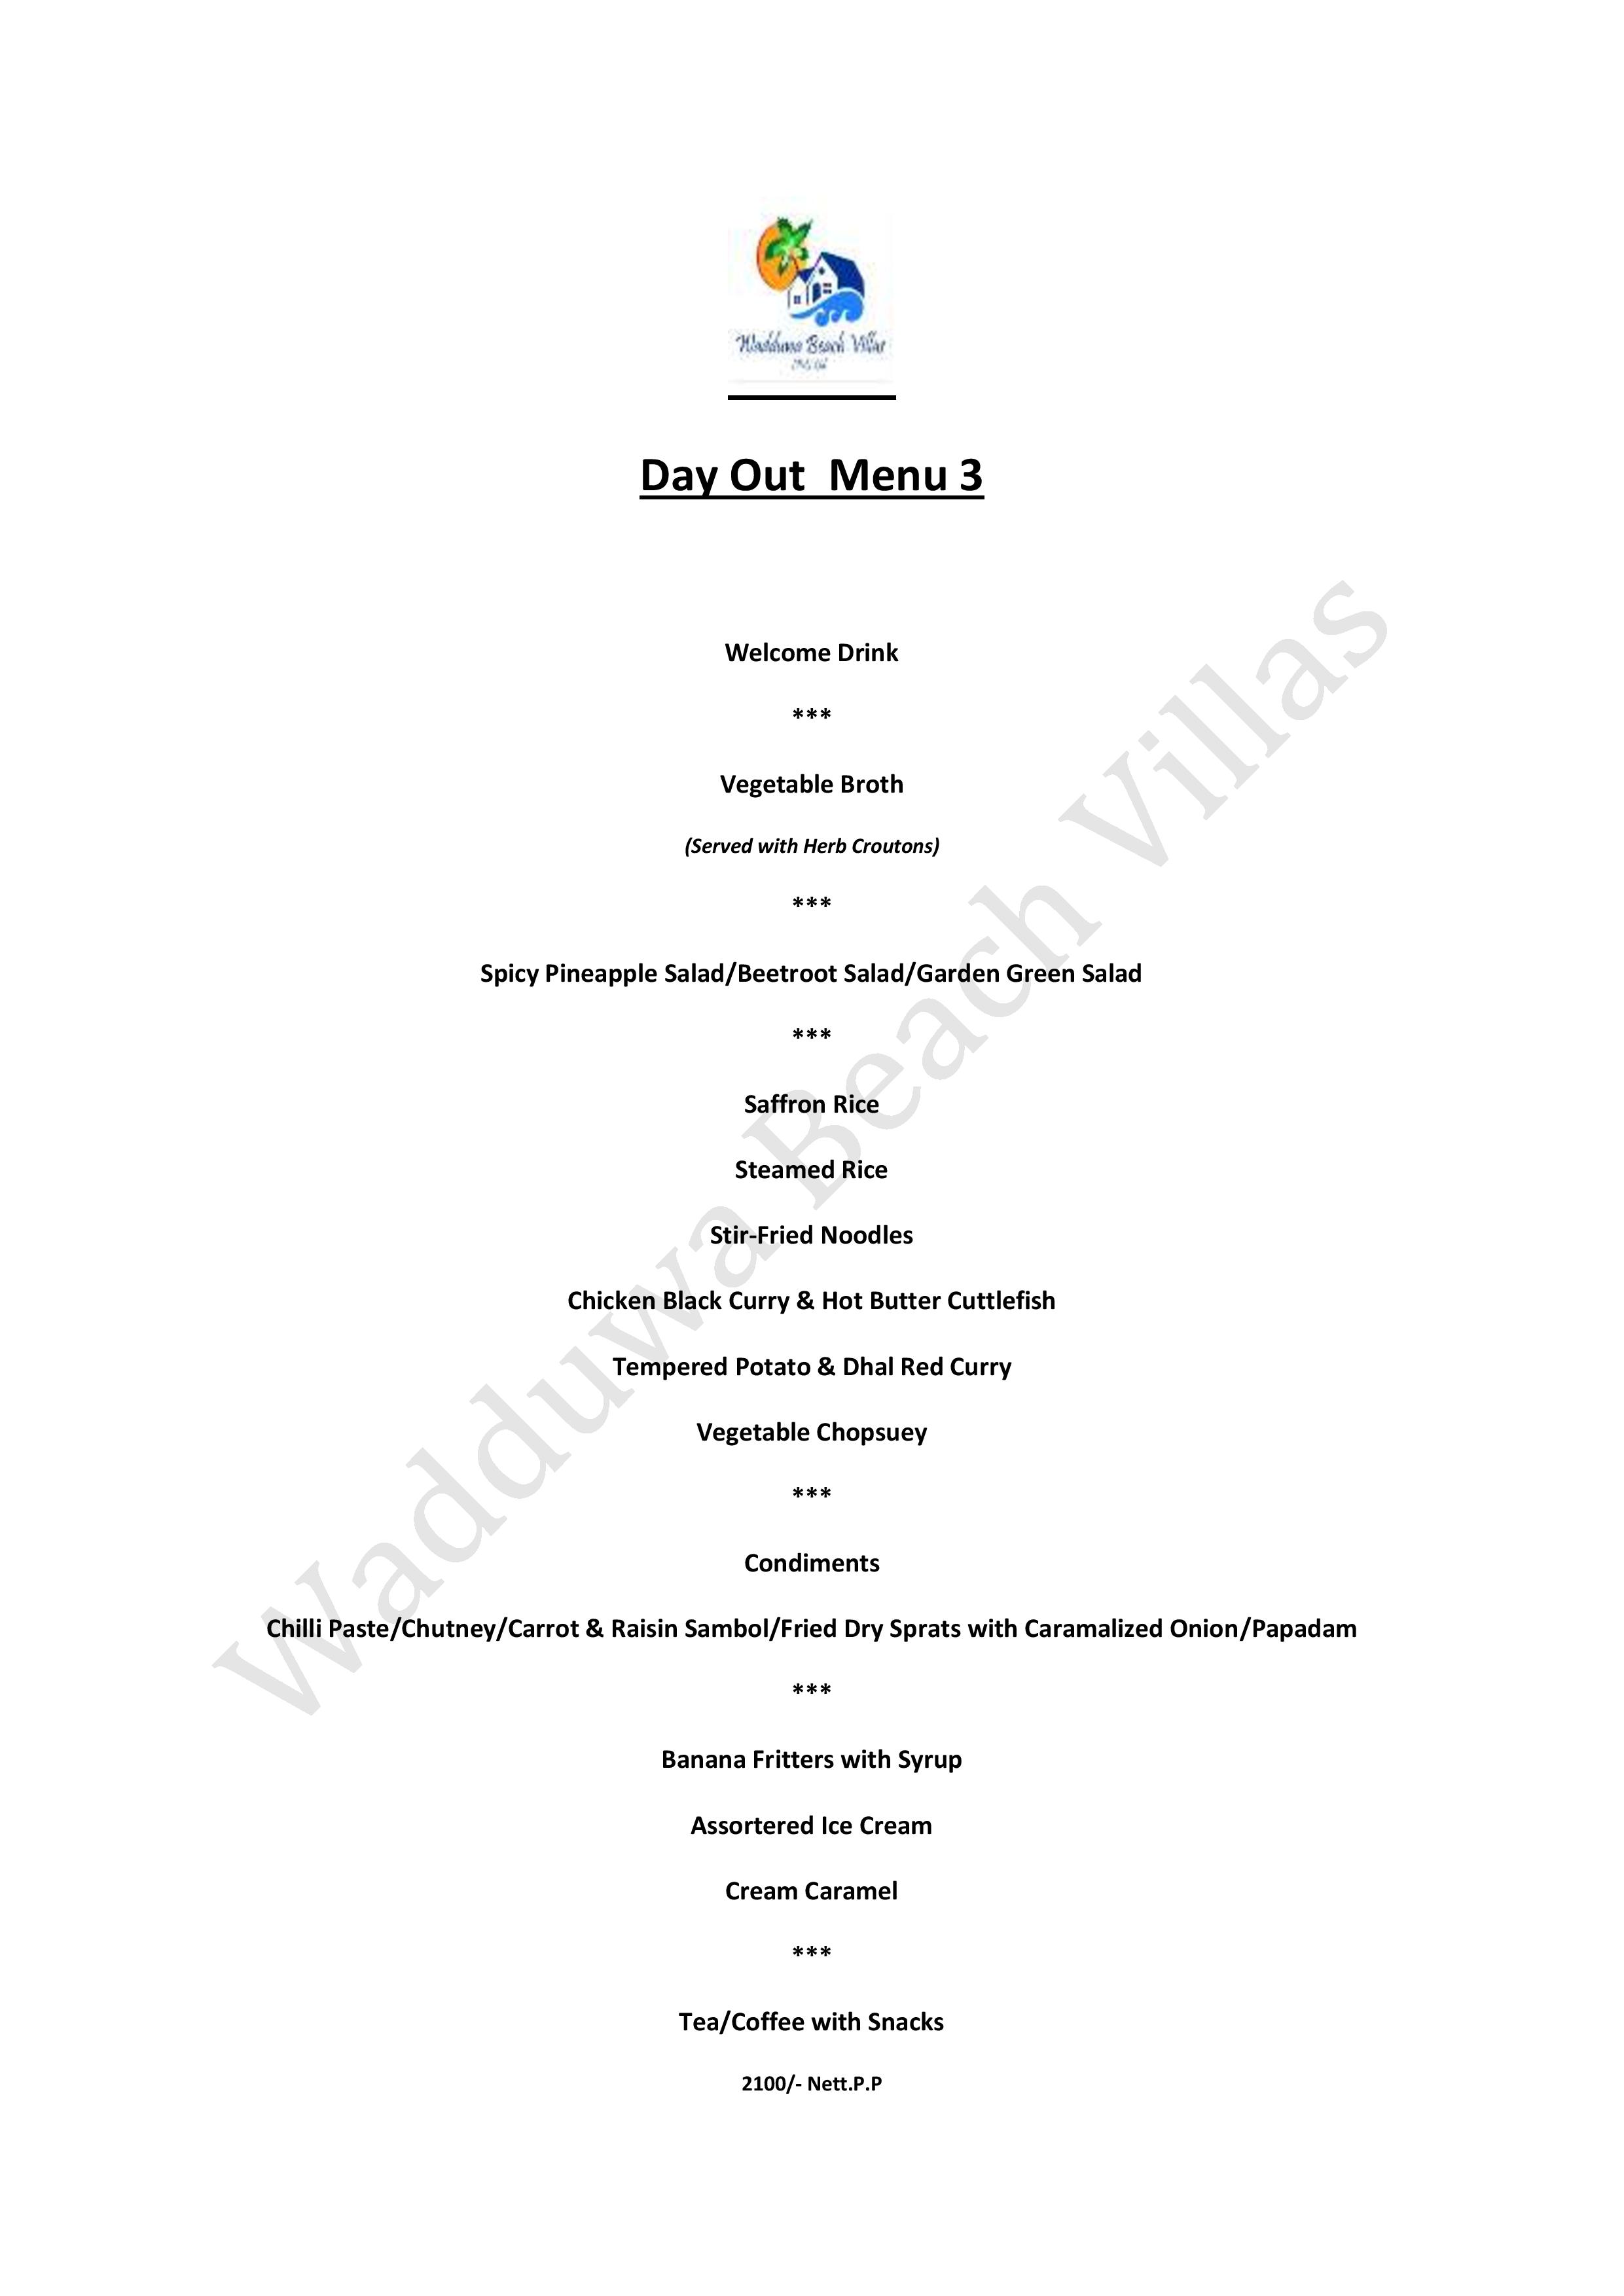 Wadduwa Beach Villas
Day Out  Menu 3
Welcome Drink
***
Vegetable Broth
(Served with Herb Croutons)
***
Spicy Pineapple Salad/Beetroot Salad/Garden Green Salad
***
Saffron Rice
Steamed Rice
Stir-Fried Noodles
Chicken Black Curry & Hot Butter Cuttlefish
Tempered Potato & Dhal Red Curry
Vegetable Chopsuey
***
Condiments
Chilli Paste/Chutney/Carrot & Raisin Sambol/Fried Dry Sprats with Caramalized Onion/Papadam
***
Banana Fritters with Syrup
Assortered Ice Cream
Cream Caramel
***
Tea/Coffee with Snacks
2100/- Nett.P.P
Wadduwa Beach Villas